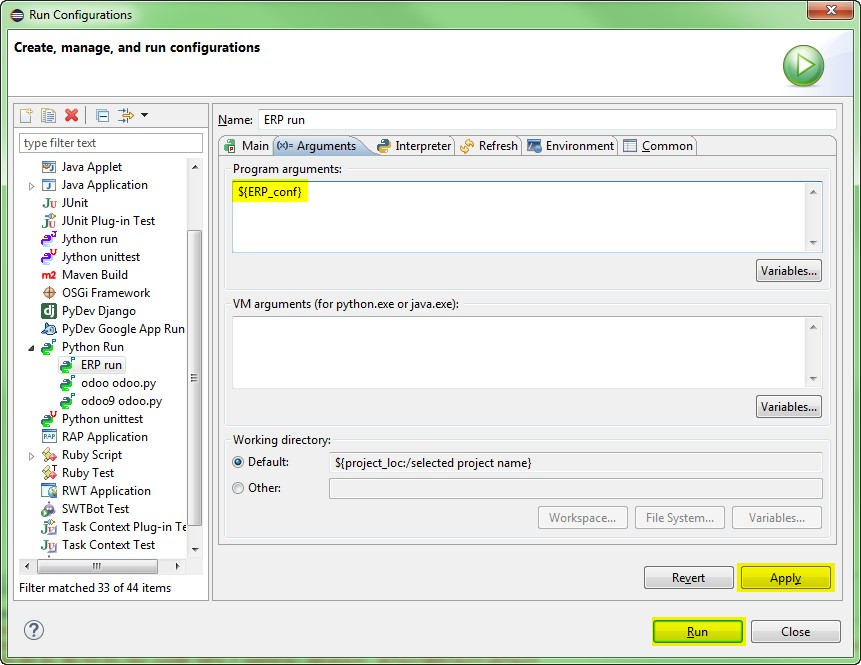 Run Configurations
Create, manage, and run configurations
type filter text
Java Applet
Java Application
JUnit
JUnit Plug-in Test
Jython run
Jython unittest
Maven Build
OSGi Framework
PyDev Django
PyDev Google App Run
Python Run
ERP run
odoo odoo.py
odoo9 odoo.py
Python unittest
RAP Application
Ruby Script
Ruby Test
RWT Application
SWTBot Test
Task Context Plug-in Te
Task Context Test
Filter matched 33 of 44 items
Name: ERP run
Main (x)= Arguments Interpreter Refresh Environment Common
Program arguments:
${ERP_conf}
Variables...
VM arguments (for python.exe or java.exe):
Variables...
Working directory:
Default: ${project_loc:/selected project name}
Other:
Workspace... File System... Variables...
Revert Apply
Run Close